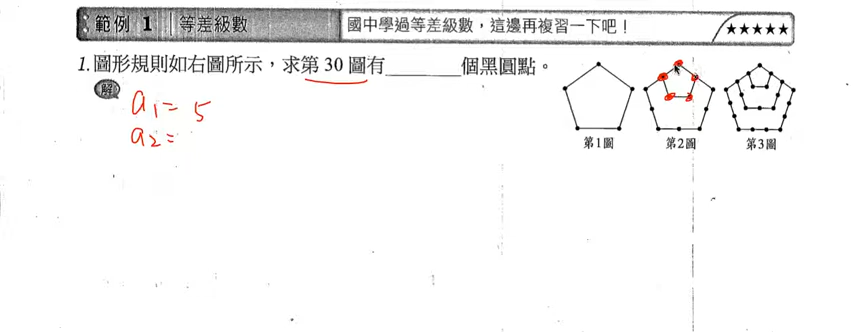 範例 1 等差級數 國中學過等差級數，這邊再複習一下吧！ ★★★★★
1. 圖形規則如右圖所示，求第 30 圖有________個黑圓點。
解
a₁= 5
a₂=
第1圖 第2圖 第3圖